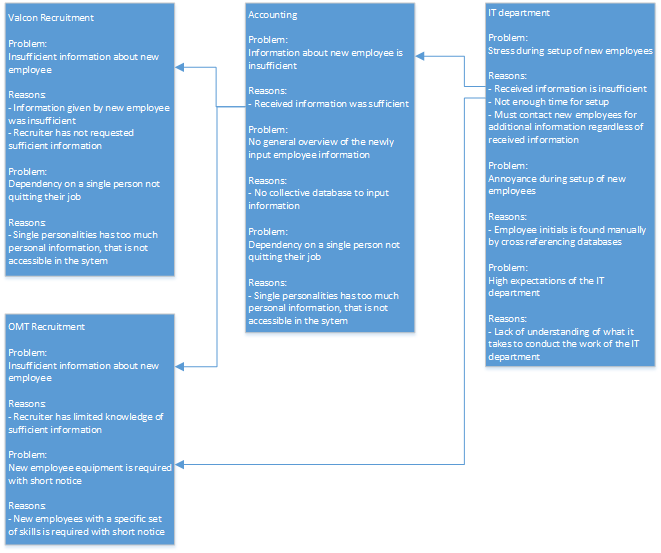 Valcon Recruitment
Problem:
Insufficient information about new
employee
Reasons:
- Information given by new employee
was insufficient
- Recruiter has not requested
sufficient information
Problem:
Dependency on a single person not
quitting their job
Reasons:
- Single personalities has too much
personal information, that is not
accessible in the sytem
OMT Recruitment
Problem:
Insufficient information about new
employee
Reasons:
- Recruiter has limited knowledge of
sufficient information
Problem:
New employee equipment is required
with short notice
Reasons:
- New employees with a specific set
of skills is required with short notice
Accounting
Problem:
Information about new employee is
insufficient
Reasons:
- Received information was sufficient
Problem:
No general overview of the newly
input employee information
Reasons:
- No collective database to input
information
Problem:
Dependency on a single person not
quitting their job
Reasons:
- Single personalities has too much
personal information, that is not
accessible in the sytem
IT department
Problem:
Stress during setup of new employees
Reasons:
- Received information is insufficient
- Not enough time for setup
- Must contact new employees for
additional information regardless of
received information
Problem:
Annoyance during setup of new
employees
Reasons:
- Employee initials is found manually
by cross referencing databases
Problem:
High expectations of the IT
department
Reasons:
- Lack of understanding of what it
takes to conduct the work of the IT
department